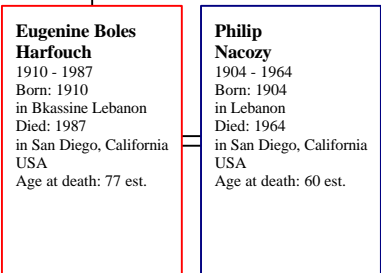 Eugenine Boles
Harfouch
1910 - 1987
Born: 1910
in Bkassine Lebanon
Died: 1987
in San Diego, California
USA
Age at death: 77 est.
Philip
Nacozy
1904 - 1964
Born: 1904
in Lebanon
Died: 1964
in San Diego, California
USA
Age at death: 60 est.